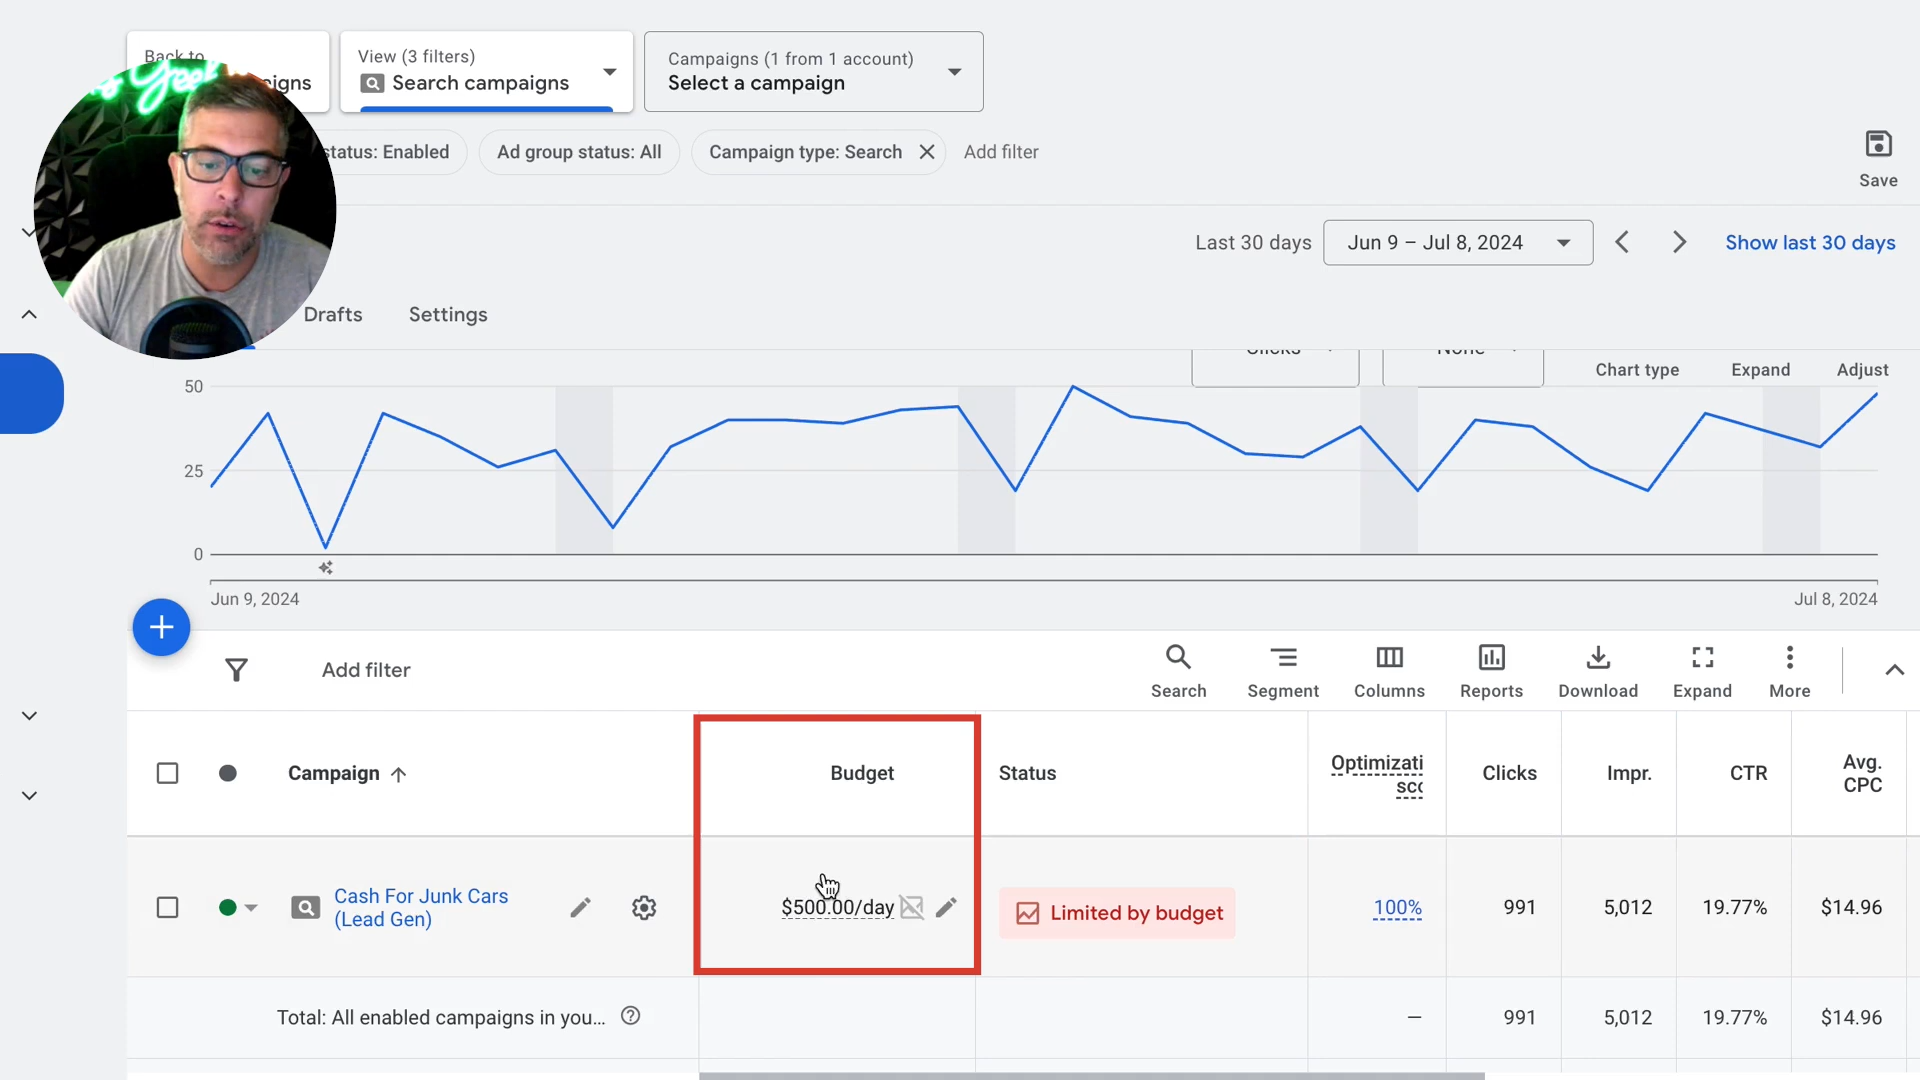 Back to
igns
View (3 filters)
Search campaigns
Campaigns (1 from 1 account)
Select a campaign
status: Enabled
Ad group status: All
Campaign type: Search
Add filter
Save
Last 30 days
Jun 9 – Jul 8, 2024
Show last 30 days
Drafts
Settings
Clicks
None
Chart type
Expand
Adjust
50
25
0
Jun 9, 2024
Jul 8, 2024
Add filter
Search
Segment
Columns
Reports
Download
Expand
More
Campaign
Budget
Status
Optimizati
sco
Clicks
Impr.
CTR
Avg.
CPC
Cash For Junk Cars
(Lead Gen)
$500.00/day
Limited by budget
100%
991
5,012
19.77%
$14.96
Total: All enabled campaigns in you...
—
991
5,012
19.77%
$14.96